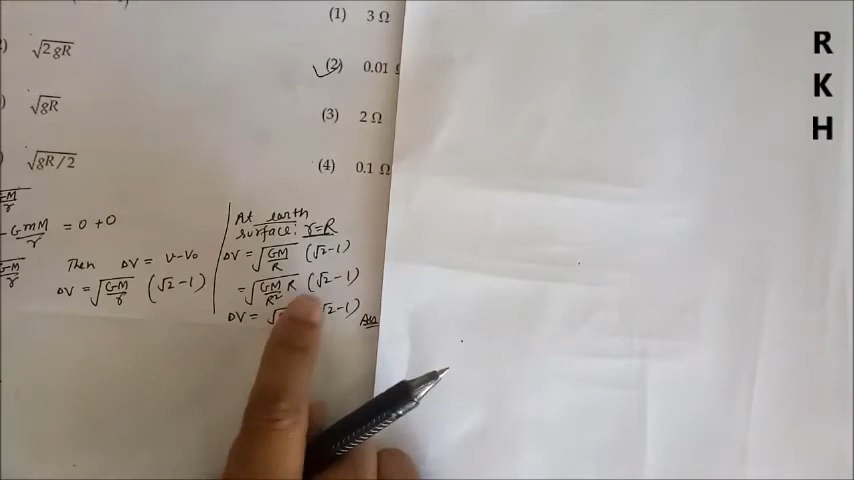 √2gR
√gR
√gR/2
(1) 3 Ω
(2) 0.01
(3) 2 Ω
(4) 0.1 Ω
GM/r
-GmM/r = 0 + 0
GM/r
Then ΔV = V - V₀
ΔV = √GM/r (√2-1)
At earth
surface: r=R
ΔV = √GM/R (√2-1)
= √GM/R² R (√2-1)
ΔV = √ √2-1)
Ans
R
K
H